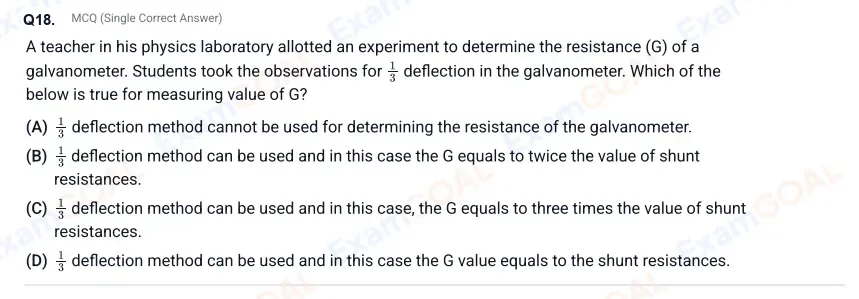 Q18. MCQ (Single Correct Answer)
A teacher in his physics laboratory allotted an experiment to determine the resistance (G) of a
galvanometer. Students took the observations for 1/3 deflection in the galvanometer. Which of the
below is true for measuring value of G?
(A) 1/3 deflection method cannot be used for determining the resistance of the galvanometer.
(B) 1/3 deflection method can be used and in this case the G equals to twice the value of shunt
resistances.
(C) 1/3 deflection method can be used and in this case, the G equals to three times the value of shunt
resistances.
(D) 1/3 deflection method can be used and in this case the G value equals to the shunt resistances.
ExamGOAL